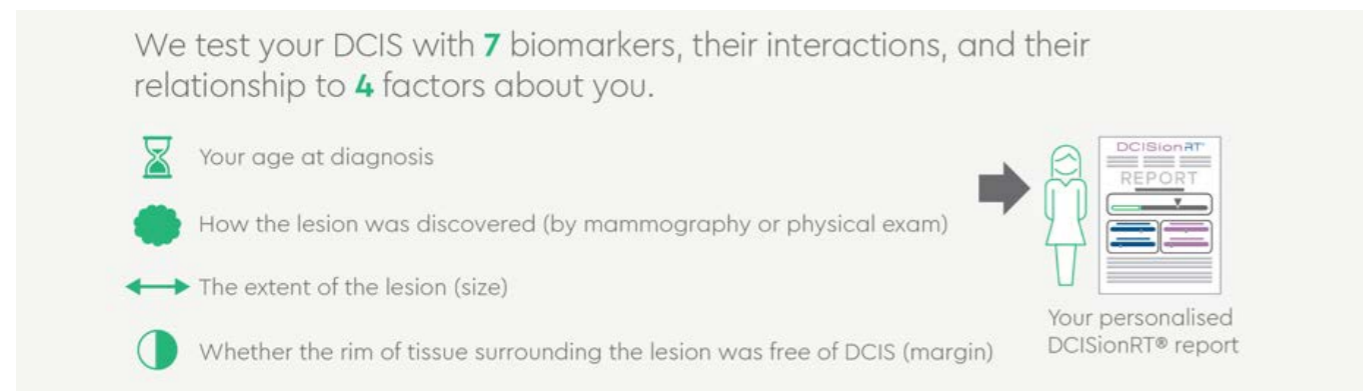 We test your DCIS with 7 biomarkers, their interactions, and their
relationship to 4 factors about you.
Your age at diagnosis
How the lesion was discovered (by mammography or physical exam)
The extent of the lesion (size)
Whether the rim of tissue surrounding the lesion was free of DCIS (margin)
DCISionRT
REPORT
Your personalised
DCISionRT® report